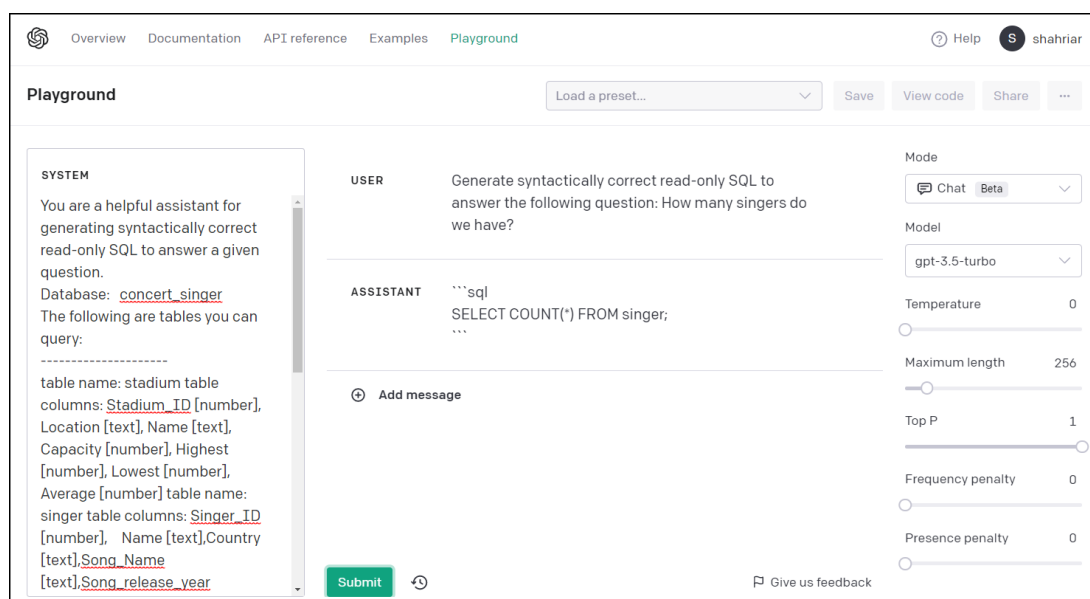 Overview Documentation API reference Examples Playground Help S shahriar
Playground Load a preset... Save View code Share ...
SYSTEM
You are a helpful assistant for
generating syntactically correct
read-only SQL to answer a given
question.
Database: concert_singer
The following are tables you can
query:
---------------------
table name: stadium table
columns: Stadium_ID [number],
Location [text], Name [text],
Capacity [number], Highest
[number], Lowest [number],
Average [number] table name:
singer table columns: Singer_ID
[number], Name [text],Country
[text],Song_Name
[text],Song_release_year
USER
Generate syntactically correct read-only SQL to
answer the following question: How many singers do
we have?
ASSISTANT
```sql
SELECT COUNT(*) FROM singer;
```
Add message
Submit
Give us feedback
Mode
Chat Beta
Model
gpt-3.5-turbo
Temperature 0
Maximum length 256
Top P 1
Frequency penalty 0
Presence penalty 0